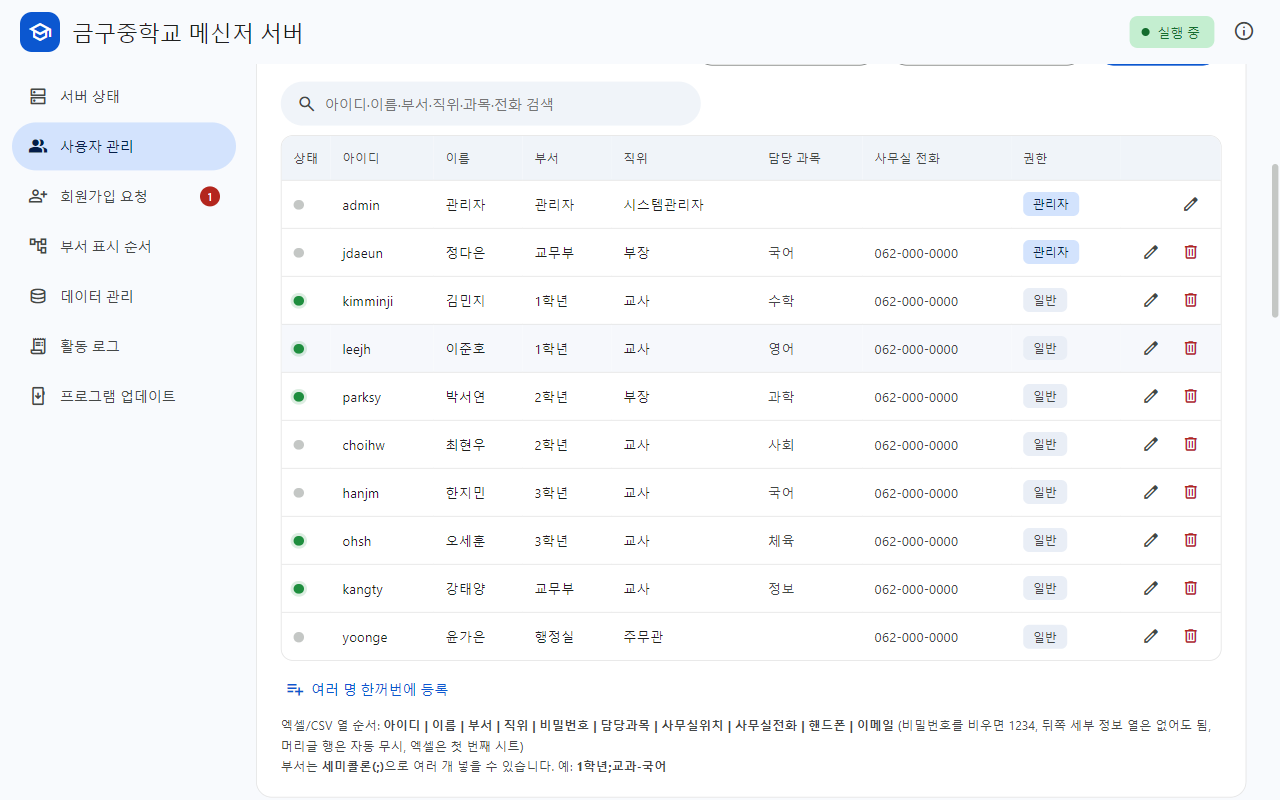 금구중학교 메신저 서버
실행 중
서버 상태
사용자 관리
회원가입 요청 1
부서 표시 순서
데이터 관리
활동 로그
프로그램 업데이트
아이디·이름·부서·직위·과목·전화 검색
상태 아이디 이름 부서 직위 담당 과목 사무실 전화 권한
admin 관리자 관리자 시스템관리자 관리자
jdaeun 정다은 교무부 부장 국어 062-000-0000 관리자
kimminji 김민지 1학년 교사 수학 062-000-0000 일반
leejh 이준호 1학년 교사 영어 062-000-0000 일반
parksy 박서연 2학년 부장 과학 062-000-0000 일반
choihw 최현우 2학년 교사 사회 062-000-0000 일반
hanjm 한지민 3학년 교사 국어 062-000-0000 일반
ohsh 오세훈 3학년 교사 체육 062-000-0000 일반
kangty 강태양 교무부 교사 정보 062-000-0000 일반
yoonge 윤가은 행정실 주무관 062-000-0000 일반
여러 명 한꺼번에 등록
엑셀/CSV 열 순서: 아이디 | 이름 | 부서 | 직위 | 비밀번호 | 담당과목 | 사무실위치 | 사무실전화 | 핸드폰 | 이메일 (비밀번호를 비우면 1234, 뒤쪽 세부 정보 열은 없어도 됨,
머리글 행은 자동 무시, 엑셀은 첫 번째 시트)
부서는 세미콜론(;)으로 여러 개 넣을 수 있습니다. 예: 1학년;교과-국어